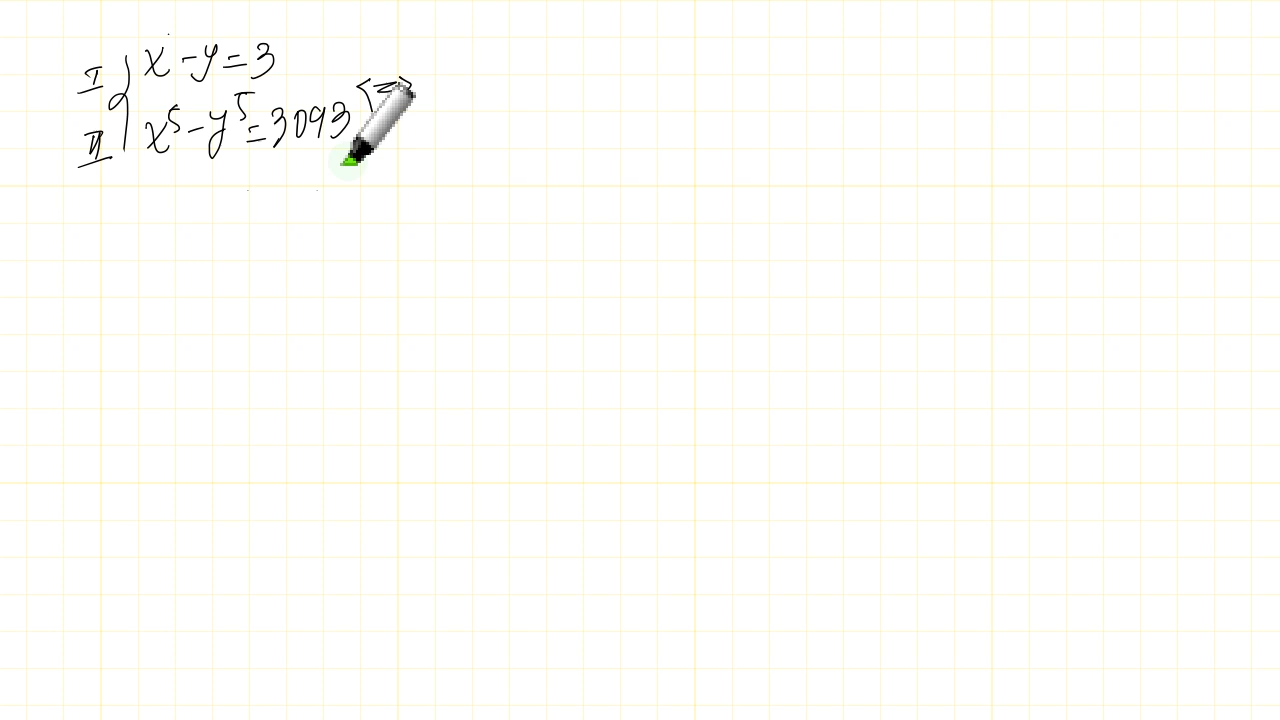 I { x - y = 3
II { x⁵ - y⁵ = 3093 <=>